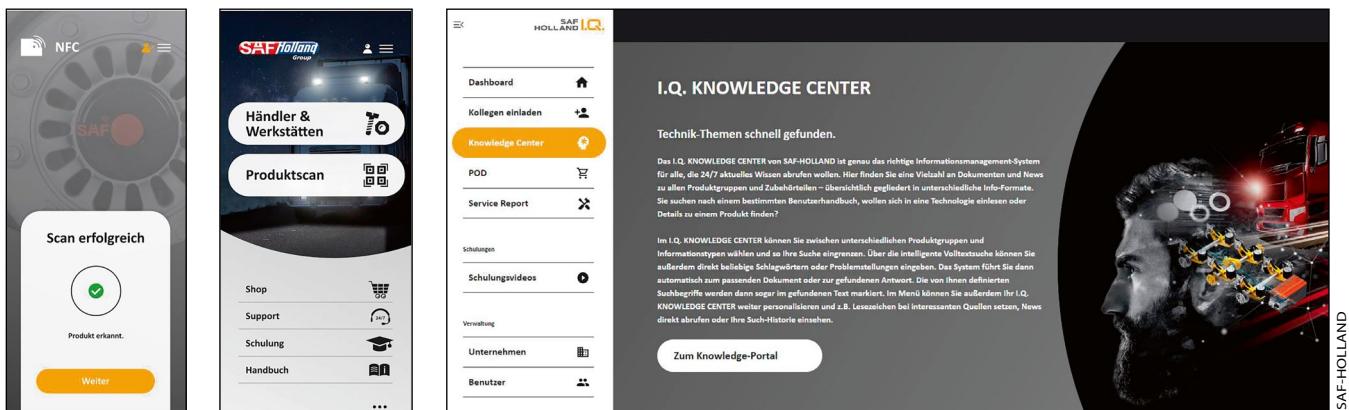 NFC
SAF
Scan erfolgreich
Produkt erkannt.
Weiter
SAF Holland
Group
Händler &
Werkstätten
Produktscan
Shop
Support
24/7
Schulung
Handbuch
...
SAF
HOLLAND I.Q.
Dashboard
Kollegen einladen
Knowledge Center
POD
Service Report
Schulungen
Schulungsvideos
Verwaltung
Unternehmen
Benutzer
I.Q. KNOWLEDGE CENTER
Technik-Themen schnell gefunden.
Das I.Q. KNOWLEDGE CENTER von SAF-HOLLAND ist genau das richtige Informationsmanagement-System
für alle, die 24/7 aktuelles Wissen abrufen wollen. Hier finden Sie eine Vielzahl an Dokumenten und News
zu allen Produktgruppen und Zubehörteilen – übersichtlich gegliedert in unterschiedliche Info-Formate.
Sie suchen nach einem bestimmten Benutzerhandbuch, wollen sich in eine Technologie einlesen oder
Details zu einem Produkt finden?
Im I.Q. KNOWLEDGE CENTER können Sie zwischen unterschiedlichen Produktgruppen und
Informationstypen wählen und so Ihre Suche eingrenzen. Über die intelligente Volltextsuche können Sie
außerdem direkt beliebige Schlagwörtern oder Problemstellungen eingeben. Das System führt Sie dann
automatisch zum passenden Dokument oder zur gefundenen Antwort. Die von Ihnen definierten
Suchbegriffe werden dann sogar im gefundenen Text markiert. Im Menü können Sie außerdem Ihr I.Q.
KNOWLEDGE CENTER weiter personalisieren und z.B. Lesezeichen bei interessanten Quellen setzen, News
direkt abrufen oder Ihre Such-Historie einsehen.
Zum Knowledge-Portal
SAF-HOLLAND